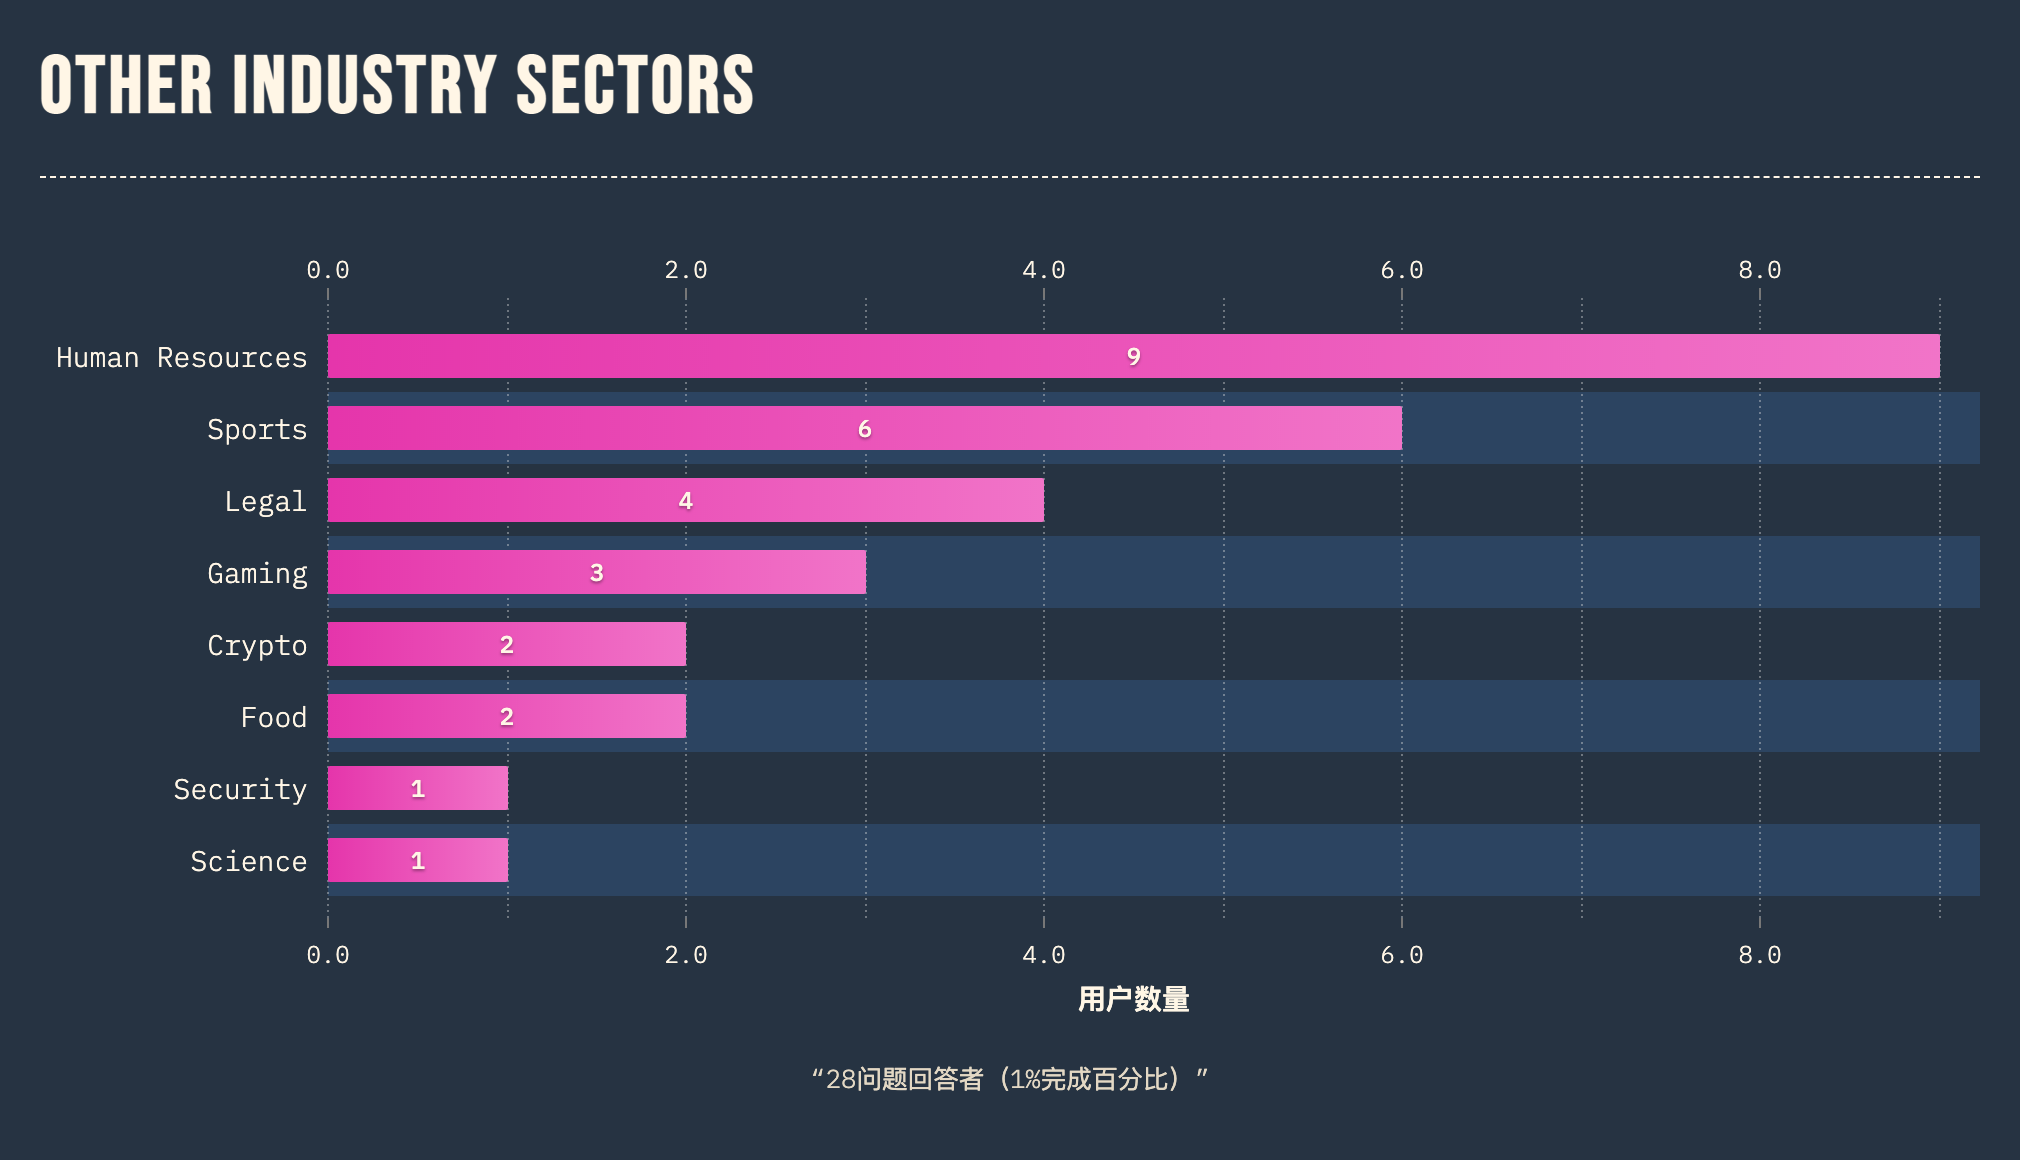 OTHER INDUSTRY SECTORS
0.0 2.0 4.0 6.0 8.0
Human Resources 9
Sports 6
Legal 4
Gaming 3
Crypto 2
Food 2
Security 1
Science 1
0.0 2.0 4.0 6.0 8.0
用户数量
“28问题回答者（1%完成百分比）”